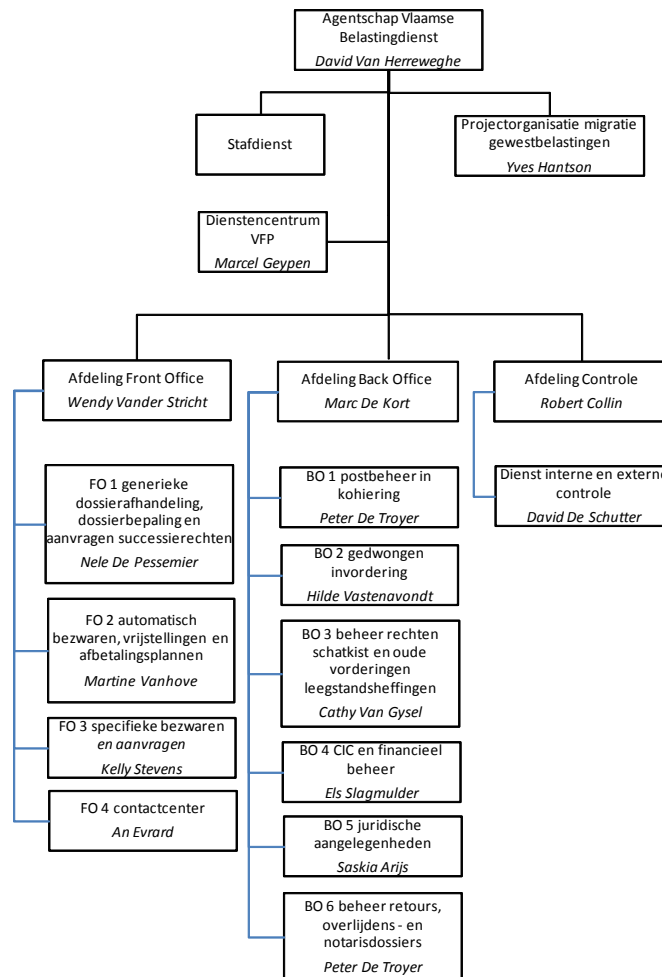 Agentschap Vlaamse
Belastingdienst
David Van Herreweghe
Stafdienst
Projectorganisatie migratie
gewestbelastingen
Yves Hantson
Dienstencentrum
VFP
Marcel Geypen
Afdeling Front Office
Wendy Vander Stricht
Afdeling Back Office
Marc De Kort
Afdeling Controle
Robert Collin
FO 1 generieke
dossierafhandeling,
dossierbepaling en
aanvragen successierechten
Nele De Pessemier
FO 2 automatisch
bezwaren, vrijstellingen en
afbetalingsplannen
Martine Vanhove
FO 3 specifieke bezwaren
en aanvragen
Kelly Stevens
FO 4 contactcenter
An Evrard
BO 1 postbeheer in
kohiering
Peter De Troyer
BO 2 gedwongen
invordering
Hilde Vastenavondt
BO 3 beheer rechten
schatkist en oude
vorderingen
leegstandsheffingen
Cathy Van Gysel
BO 4 CIC en financieel
beheer
Els Slagmulder
BO 5 juridische
aangelegenheden
Saskia Arijs
BO 6 beheer retours,
overlijdens - en
notarisdossiers
Peter De Troyer
Dienst interne en externe
controle
David De Schutter